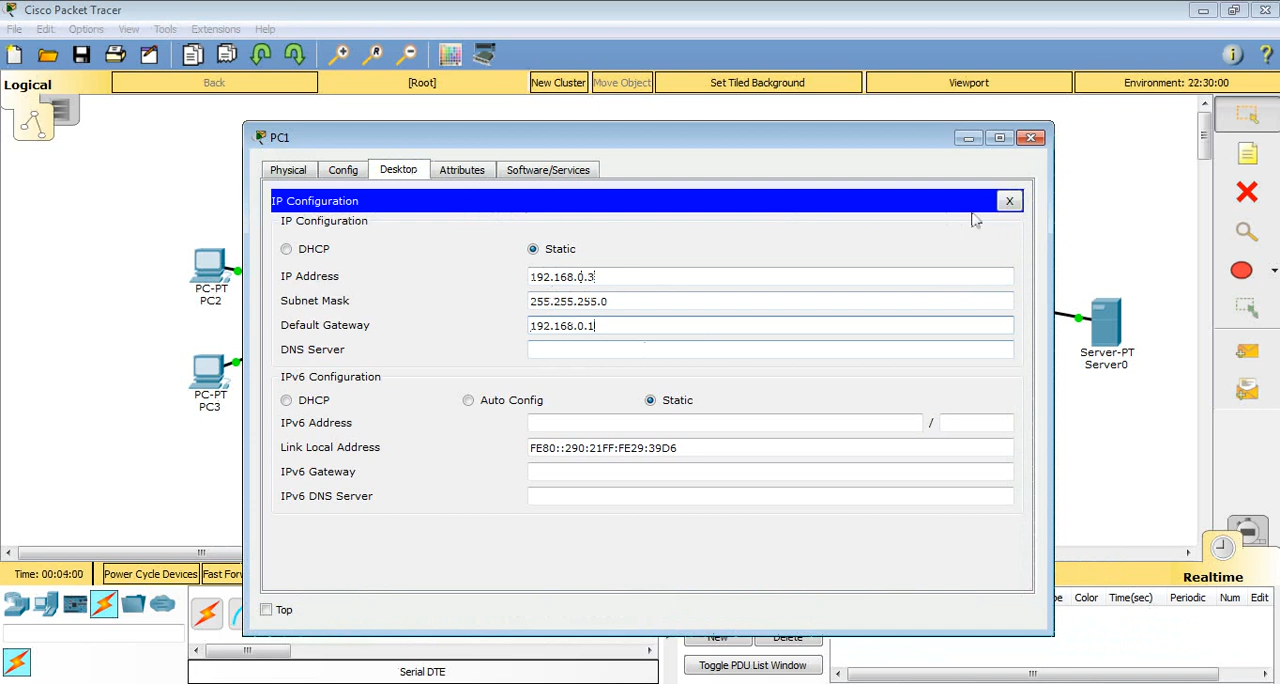 Cisco Packet Tracer
File Edit Options View Tools Extensions Help
Logical
Back
[Root]
New Cluster
Move Object
Set Tiled Background
Viewport
Environment: 22:30:00
PC1
Physical Config Desktop Attributes Software/Services
IP Configuration
X
IP Configuration
DHCP
Static
IP Address
192.168.0.3
Subnet Mask
255.255.255.0
Default Gateway
192.168.0.1
DNS Server
IPv6 Configuration
DHCP
Auto Config
Static
IPv6 Address
/
Link Local Address
FE80::290:21FF:FE29:39D6
IPv6 Gateway
IPv6 DNS Server
Top
PC-PT
PC2
PC-PT
PC3
Server-PT
Server0
Time: 00:04:00
Power Cycle Devices
Fast For
Realtime
Color Time(sec) Periodic Num Edit
New
Delete
Toggle PDU List Window
Serial DTE